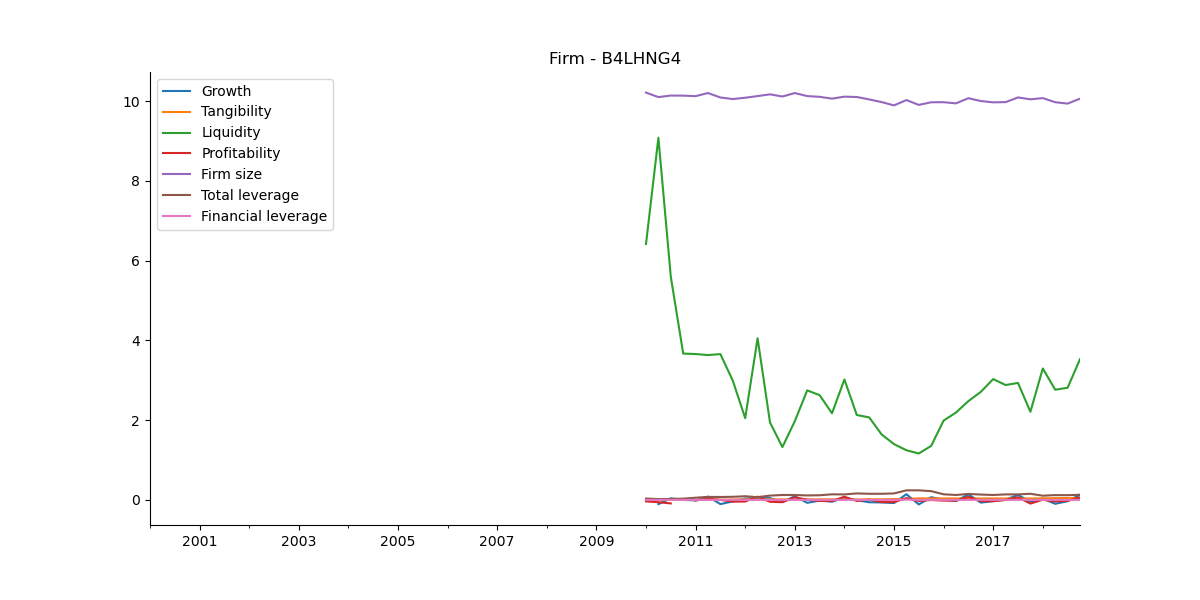 Firm - B4LHNG4
Growth
Tangibility
Liquidity
Profitability
Firm size
Total leverage
Financial leverage
10
8
6
4
2
0
2001 2003 2005 2007 2009 2011 2013 2015 2017